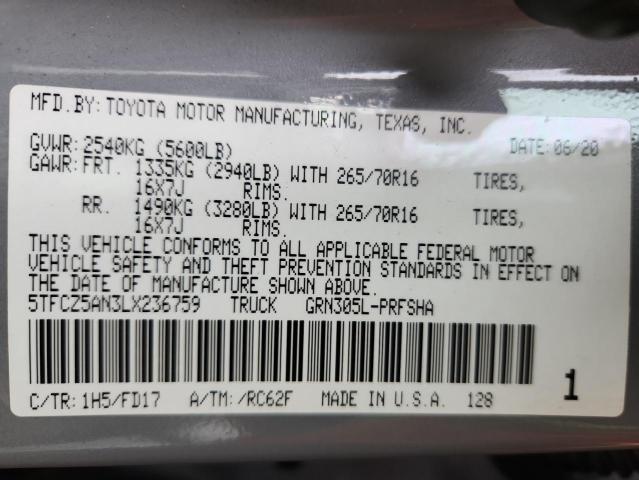 MFD.BY: TOYOTA MOTOR MANUFACTURING, TEXAS, INC.
GVWR: 2540KG (5600LB) DATE: 06/20
GAWR: FRT. 1335KG (2940LB) WITH 265/70R16 TIRES,
16X7J RIMS.
RR. 1490KG (3280LB) WITH 265/70R16 TIRES,
16X7J RIMS.
THIS VEHICLE CONFORMS TO ALL APPLICABLE FEDERAL MOTOR
VEHICLE SAFETY AND THEFT PREVENTION STANDARDS IN EFFECT ON
THE DATE OF MANUFACTURE SHOWN ABOVE.
5TFCZ5AN3LX236759 TRUCK GRN305L-PRFSHA
C/TR: 1H5/FD17 A/TM: /RC62F MADE IN U.S.A. 128 1